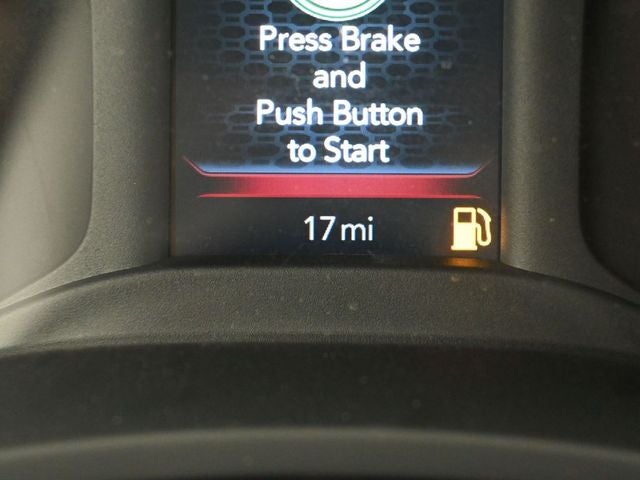 Press Brake
and
Push Button
to Start
17 mi